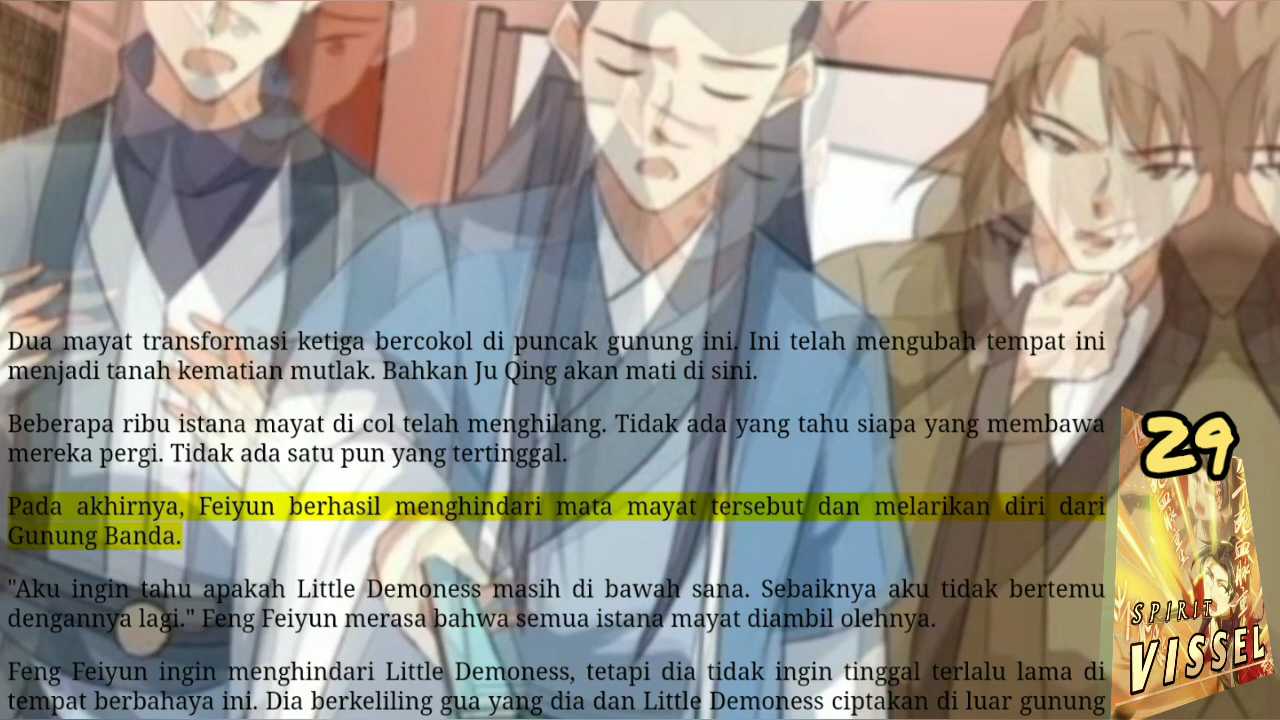 Dua mayat transformasi ketiga bercokol di puncak gunung ini. Ini telah mengubah tempat ini
menjadi tanah kematian mutlak. Bahkan Ju Qing akan mati di sini.
Beberapa ribu istana mayat di col telah menghilang. Tidak ada yang tahu siapa yang membawa
mereka pergi. Tidak ada satu pun yang tertinggal.
Pada akhirnya, Feiyun berhasil menghindari mata mayat tersebut dan melarikan diri dari
Gunung Banda.
"Aku ingin tahu apakah Little Demoness masih di bawah sana. Sebaiknya aku tidak bertemu
dengannya lagi." Feng Feiyun merasa bahwa semua istana mayat diambil olehnya.
Feng Feiyun ingin menghindari Little Demoness, tetapi dia tidak ingin tinggal terlalu lama di
tempat berbahaya ini. Dia berkeliling gua yang dia dan Little Demoness ciptakan di luar gunung
29
SPIRIT
VISSEL